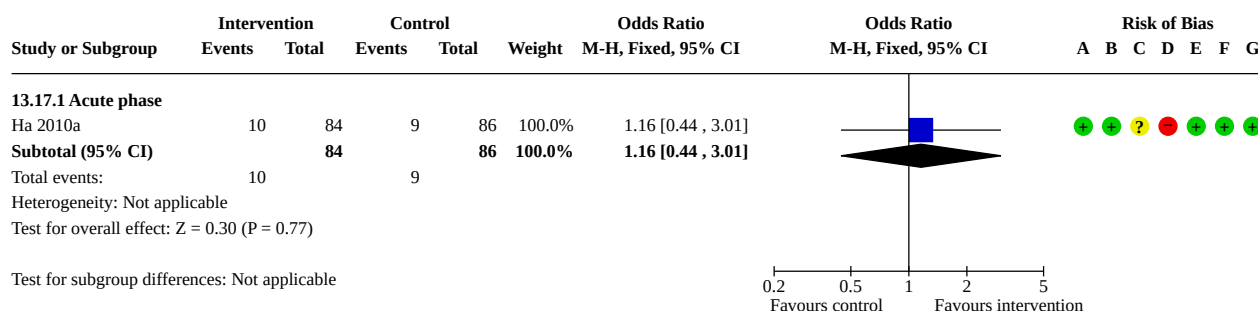 Intervention Control Odds Ratio Odds Ratio Risk of Bias
Study or Subgroup Events Total Events Total Weight M-H, Fixed, 95% CI M-H, Fixed, 95% CI A B C D E F G
13.17.1 Acute phase
Ha 2010a 10 84 9 86 100.0% 1.16 [0.44 , 3.01] + + ? − + + +
Subtotal (95% CI) 84 86 100.0% 1.16 [0.44 , 3.01]
Total events: 10 9
Heterogeneity: Not applicable
Test for overall effect: Z = 0.30 (P = 0.77)
Test for subgroup differences: Not applicable
0.2 0.5 1 2 5
Favours control Favours intervention